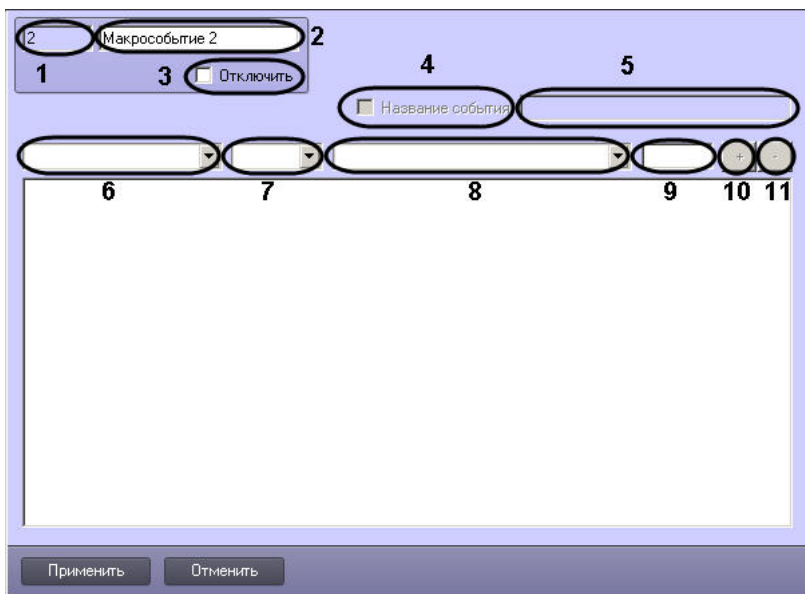 2 Макрособытие 2 2
1 3 Отключить
4 5
Название события
+ -
6 7 8 9 10 11
Применить Отменить